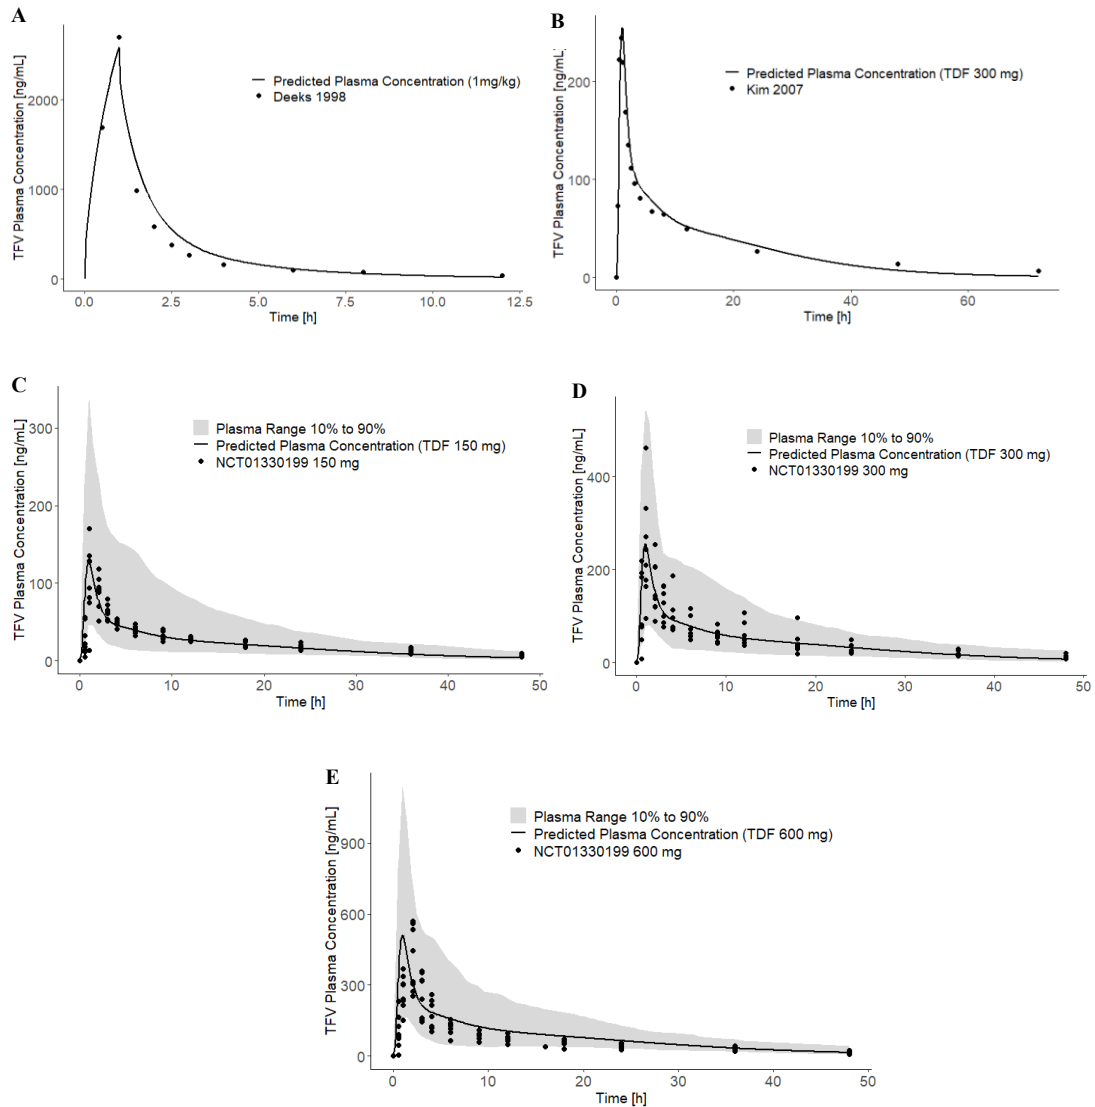 A
TFV Plasma Concentration [ng/mL]
2000
1000
0
Predicted Plasma Concentration (1mg/kg)
Deeks 1998
0.0 2.5 5.0 7.5 10.0 12.5
Time [h]
B
TFV Plasma Concentration [ng/mL]
200
100
0
Predicted Plasma Concentration (TDF 300 mg)
Kim 2007
0 20 40 60
Time [h]
C
TFV Plasma Concentration [ng/mL]
300
200
100
0
Plasma Range 10% to 90%
Predicted Plasma Concentration (TDF 150 mg)
NCT01330199 150 mg
0 10 20 30 40 50
Time [h]
D
TFV Plasma Concentration [ng/mL]
400
200
0
Plasma Range 10% to 90%
Predicted Plasma Concentration (TDF 300 mg)
NCT01330199 300 mg
0 10 20 30 40 50
Time [h]
E
TFV Plasma Concentration [ng/mL]
900
600
300
0
Plasma Range 10% to 90%
Predicted Plasma Concentration (TDF 600 mg)
NCT01330199 600 mg
0 10 20 30 40 50
Time [h]